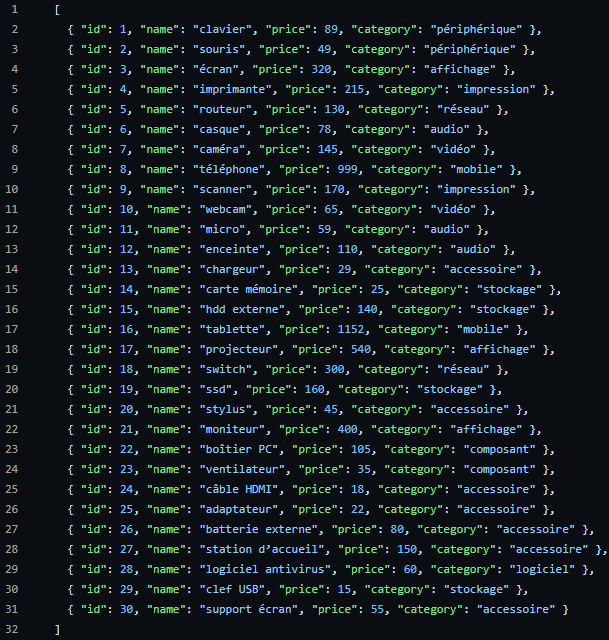 1 [
2 { "id": 1, "name": "clavier", "price": 89, "category": "périphérique" },
3 { "id": 2, "name": "souris", "price": 49, "category": "périphérique" },
4 { "id": 3, "name": "écran", "price": 320, "category": "affichage" },
5 { "id": 4, "name": "imprimante", "price": 215, "category": "impression" },
6 { "id": 5, "name": "routeur", "price": 130, "category": "réseau" },
7 { "id": 6, "name": "casque", "price": 78, "category": "audio" },
8 { "id": 7, "name": "caméra", "price": 145, "category": "vidéo" },
9 { "id": 8, "name": "téléphone", "price": 999, "category": "mobile" },
10 { "id": 9, "name": "scanner", "price": 170, "category": "impression" },
11 { "id": 10, "name": "webcam", "price": 65, "category": "vidéo" },
12 { "id": 11, "name": "micro", "price": 59, "category": "audio" },
13 { "id": 12, "name": "enceinte", "price": 110, "category": "audio" },
14 { "id": 13, "name": "chargeur", "price": 29, "category": "accessoire" },
15 { "id": 14, "name": "carte mémoire", "price": 25, "category": "stockage" },
16 { "id": 15, "name": "hdd externe", "price": 140, "category": "stockage" },
17 { "id": 16, "name": "tablette", "price": 1152, "category": "mobile" },
18 { "id": 17, "name": "projecteur", "price": 540, "category": "affichage" },
19 { "id": 18, "name": "switch", "price": 300, "category": "réseau" },
20 { "id": 19, "name": "ssd", "price": 160, "category": "stockage" },
21 { "id": 20, "name": "stylus", "price": 45, "category": "accessoire" },
22 { "id": 21, "name": "moniteur", "price": 400, "category": "affichage" },
23 { "id": 22, "name": "boîtier PC", "price": 105, "category": "composant" },
24 { "id": 23, "name": "ventilateur", "price": 35, "category": "composant" },
25 { "id": 24, "name": "câble HDMI", "price": 18, "category": "accessoire" },
26 { "id": 25, "name": "adaptateur", "price": 22, "category": "accessoire" },
27 { "id": 26, "name": "batterie externe", "price": 80, "category": "accessoire" },
28 { "id": 27, "name": "station d’accueil", "price": 150, "category": "accessoire" },
29 { "id": 28, "name": "logiciel antivirus", "price": 60, "category": "logiciel" },
30 { "id": 29, "name": "clef USB", "price": 15, "category": "stockage" },
31 { "id": 30, "name": "support écran", "price": 55, "category": "accessoire" }
32 ]